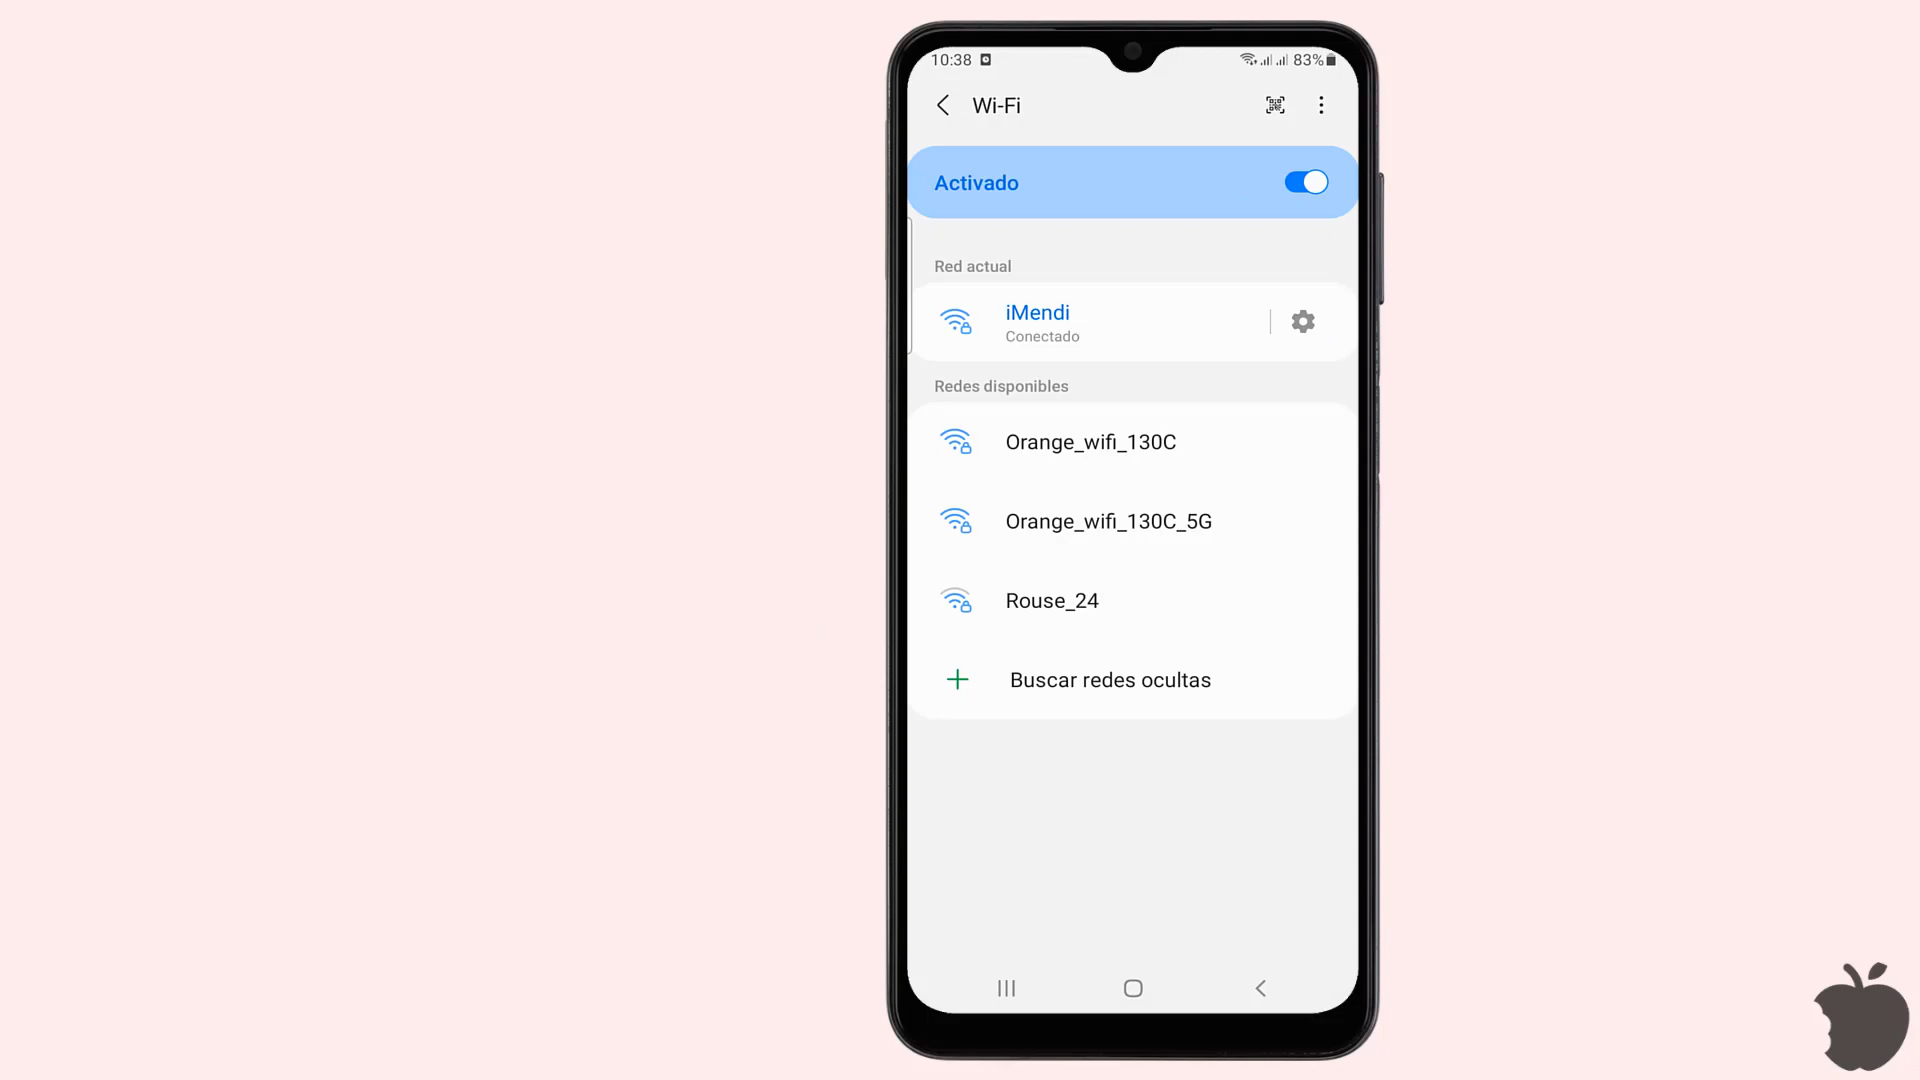 10:38
83%
Wi-Fi
Activado
Red actual
iMendi
Conectado
Redes disponibles
Orange_wifi_130C
Orange_wifi_130C_5G
Rouse_24
Buscar redes ocultas